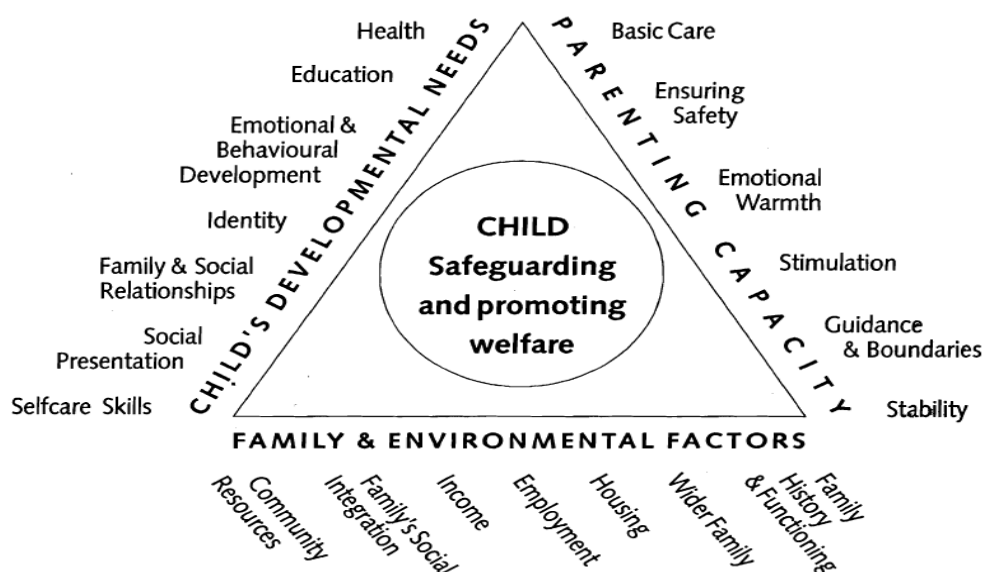 Health
Education
Emotional &
Behavioural
Development
Identity
Family & Social
Relationships
Social
Presentation
Selfcare Skills
CHILD'S DEVELOPMENTAL NEEDS
PARENTING CAPACITY
Basic Care
Ensuring
Safety
Emotional
Warmth
Stimulation
Guidance
& Boundaries
Stability
CHILD
Safeguarding
and promoting
welfare
FAMILY & ENVIRONMENTAL FACTORS
Community
Resources
Family's Social
Integration
Income
Employment
Housing
Wider Family
Family
History
& Functioning